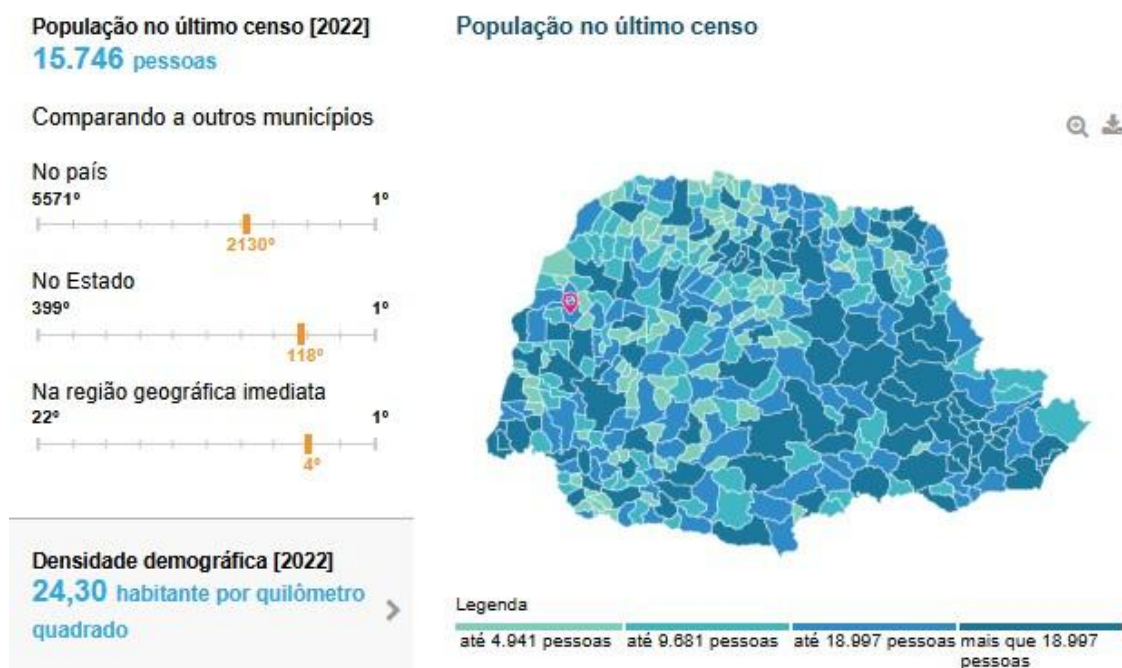 População no último censo [2022]
15.746 pessoas
Comparando a outros municípios
No país
5571º 1º
2130º
No Estado
399º 1º
118º
Na região geográfica imediata
22º 1º
4º
Densidade demográfica [2022]
24,30 habitante por quilômetro
quadrado
População no último censo
Legenda
até 4.941 pessoas
até 9.681 pessoas
até 18.997 pessoas
mais que 18.997
pessoas